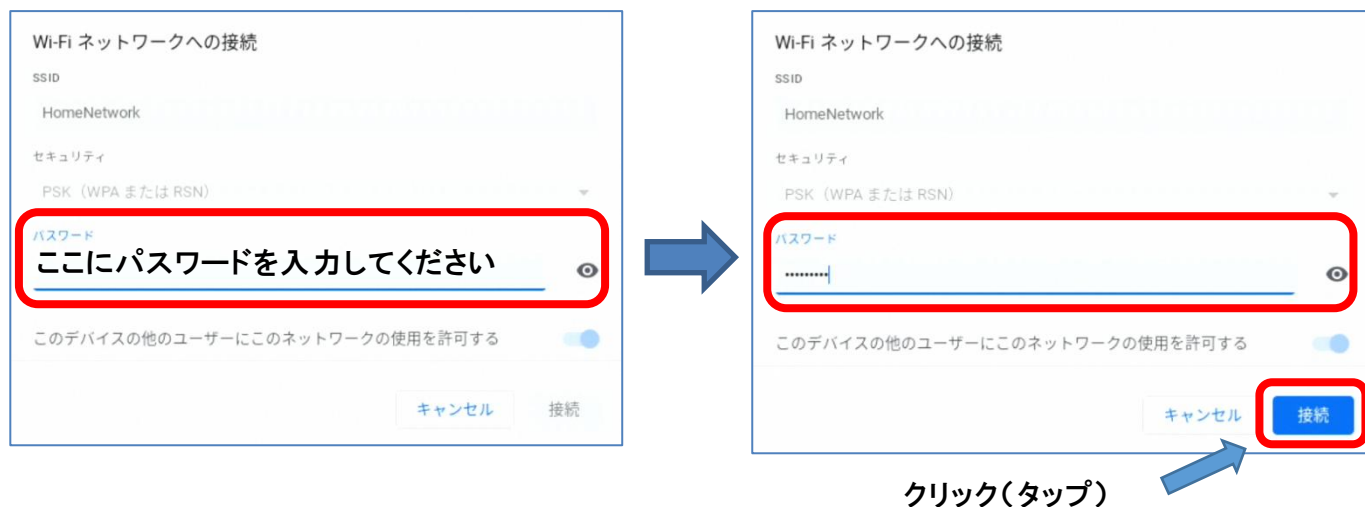 Wi-Fi ネットワークへの接続
SSID
HomeNetwork
セキュリティ
PSK（WPA または RSN）
パスワード
ここにパスワードを入力してください
このデバイスの他のユーザーにこのネットワークの使用を許可する
キャンセル
接続
Wi-Fi ネットワークへの接続
SSID
HomeNetwork
セキュリティ
PSK（WPA または RSN）
パスワード
•••••••••
このデバイスの他のユーザーにこのネットワークの使用を許可する
キャンセル
接続
クリック(タップ)